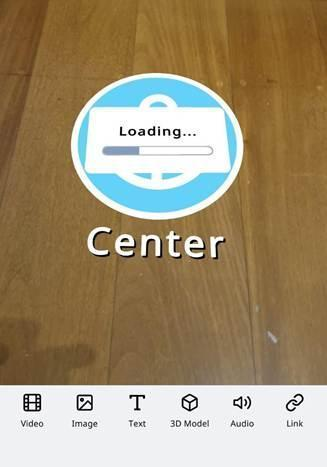 Loading...
Center
Video
Image
Text
3D Model
Audio
Link